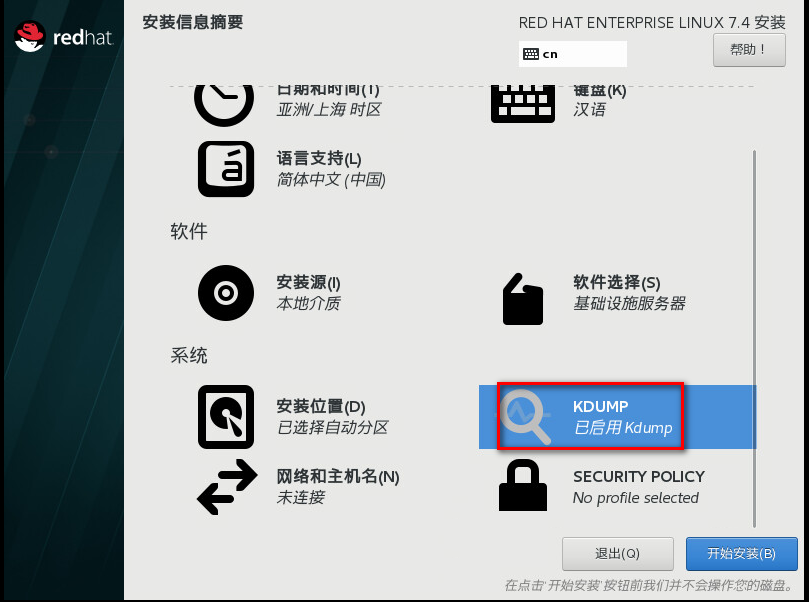 redhat.
安装信息摘要
RED HAT ENTERPRISE LINUX 7.4 安装
cn
帮助！
日期和时间(T)
亚洲/上海 时区
键盘(K)
汉语
语言支持(L)
简体中文 (中国)
软件
安装源(I)
本地介质
软件选择(S)
基础设施服务器
系统
安装位置(D)
已选择自动分区
KDUMP
已启用 Kdump
网络和主机名(N)
未连接
SECURITY POLICY
No profile selected
退出(Q)
开始安装(B)
在点击'开始安装'按钮前我们并不会操作您的磁盘。